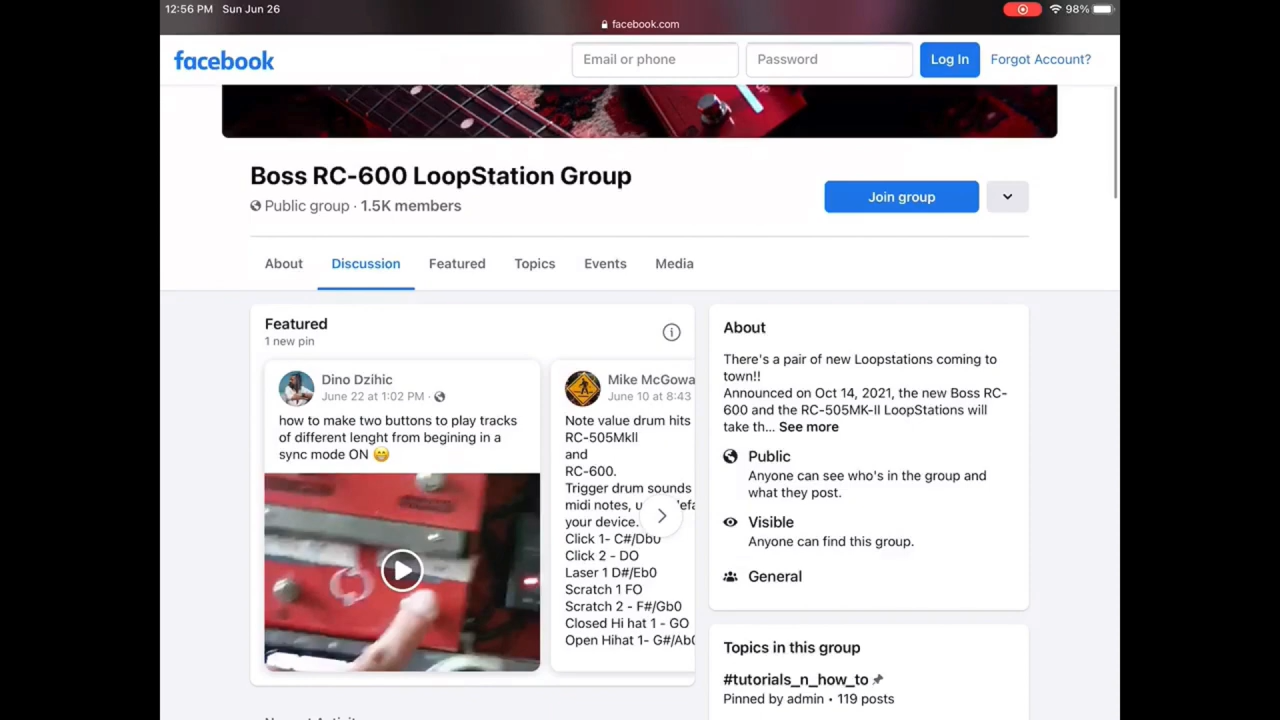 12:56 PM Sun Jun 26
98%
facebook.com
facebook
Email or phone
Password
Log In
Forgot Account?
Boss RC-600 LoopStation Group
Public group · 1.5K members
Join group
About
Discussion
Featured
Topics
Events
Media
Featured
1 new pin
Dino Dzihic
June 22 at 1:02 PM ·
how to make two buttons to play tracks
of different lenght from begining in a
sync mode ON 😁
Mike McGowa
June 10 at 8:43
Note value drum hits
RC-505MkII
and
RC-600.
Trigger drum sounds
midi notes,
your device.
Click 1- C#/Db0
Click 2 - DO
Laser 1 D#/Eb0
Scratch 1 FO
Scratch 2 - F#/Gb0
Closed Hi hat 1 - GO
Open Hihat 1- G#/Ab0
About
There's a pair of new Loopstations coming to
town!!
Announced on Oct 14, 2021, the new Boss RC-
600 and the RC-505MK-II LoopStations will
take th... See more
Public
Anyone can see who's in the group and
what they post.
Visible
Anyone can find this group.
General
Topics in this group
#tutorials_n_how_to
Pinned by admin • 119 posts